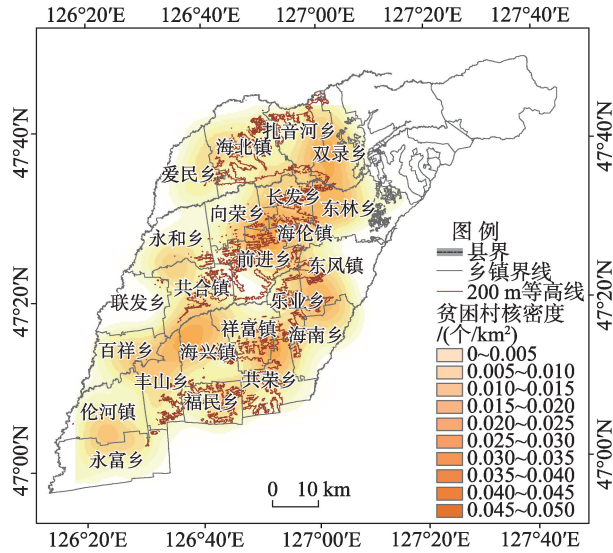 126°20′E 126°40′E 127°00′E 127°20′E 127°40′E
47°40′N
47°40′N
扎音河乡
海北镇
双录乡
爱民乡
长发乡
向荣乡
东林乡
永和乡
海伦镇
前进乡
东风镇
共合镇
47°20′N
47°20′N
联发乡
乐业乡
祥富镇
海南乡
百祥乡
海兴镇
丰山乡
共荣乡
福民乡
伦河镇
永富乡
47°00′N
47°00′N
图 例
县界
乡镇界线
200 m等高线
贫困村核密度
/(个/km²)
0~0.005
0.005~0.010
0.010~0.015
0.015~0.020
0.020~0.025
0.025~0.030
0.030~0.035
0.035~0.040
0.040~0.045
0.045~0.050
0 10 km
126°20′E 126°40′E 127°00′E 127°20′E 127°40′E